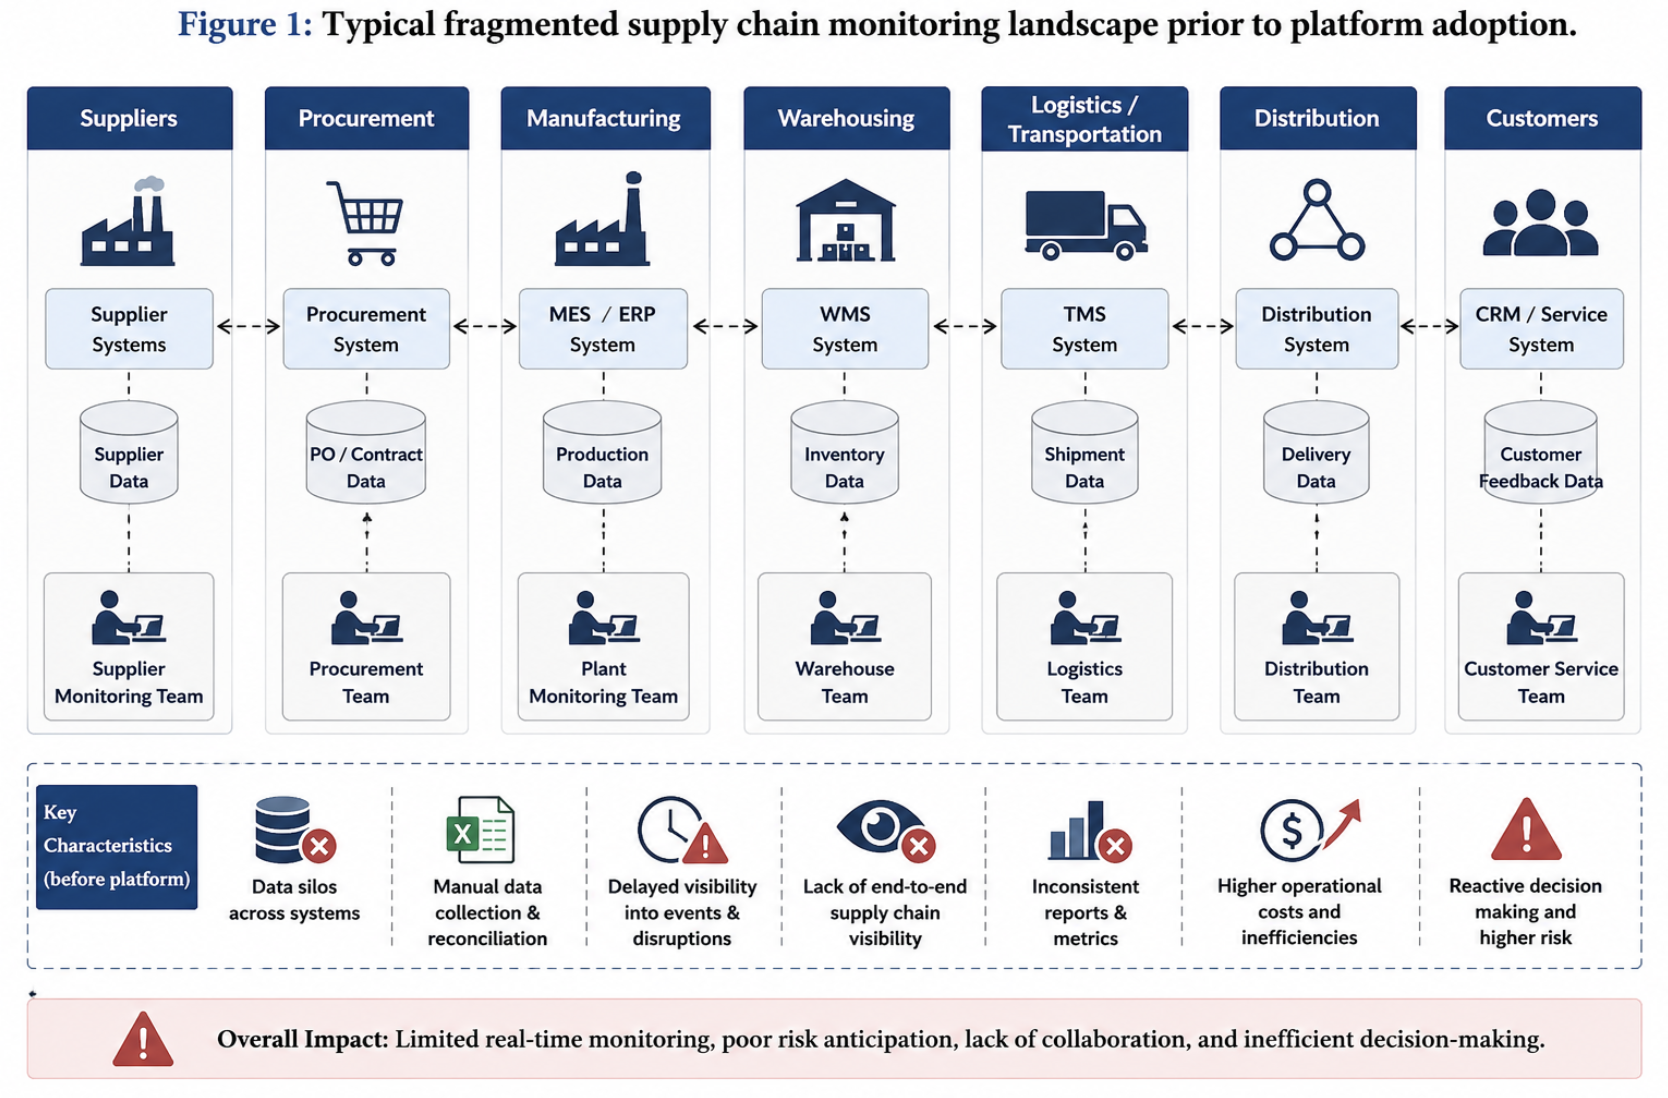 Figure 1: Typical fragmented supply chain monitoring landscape prior to platform adoption.
Suppliers
Procurement
Manufacturing
Warehousing
Logistics /
Transportation
Distribution
Customers
Supplier
Systems
Procurement
System
MES / ERP
System
WMS
System
TMS
System
Distribution
System
CRM / Service
System
Supplier
Data
PO / Contract
Data
Production
Data
Inventory
Data
Shipment
Data
Delivery
Data
Customer
Feedback Data
Supplier
Monitoring Team
Procurement
Team
Plant
Monitoring Team
Warehouse
Team
Logistics
Team
Distribution
Team
Customer Service
Team
Key
Characteristics
(before platform)
X
$
Data silos
across systems
Manual data
collection &
reconciliation
Delayed visibility
into events &
disruptions
Lack of end-to-end
supply chain
visibility
Inconsistent
reports &
metrics
Higher operational
costs and
inefficiencies
Reactive decision
making and
higher risk
Overall Impact: Limited real-time monitoring, poor risk anticipation, lack of collaboration, and inefficient decision-making.